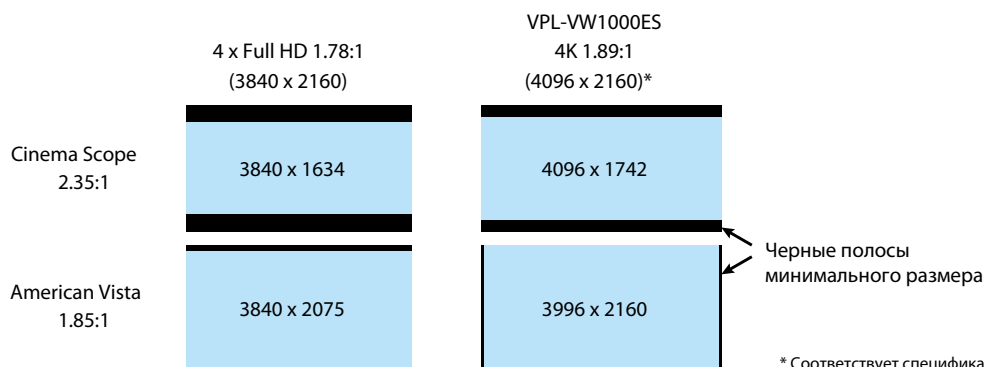 4 x Full HD 1.78:1
(3840 x 2160)
VPL-VW1000ES
4K 1.89:1
(4096 x 2160)*
Cinema Scope
2.35:1
3840 x 1634
4096 x 1742
Черные полосы
минимального размера
American Vista
1.85:1
3840 x 2075
3996 x 2160
* Соответствует